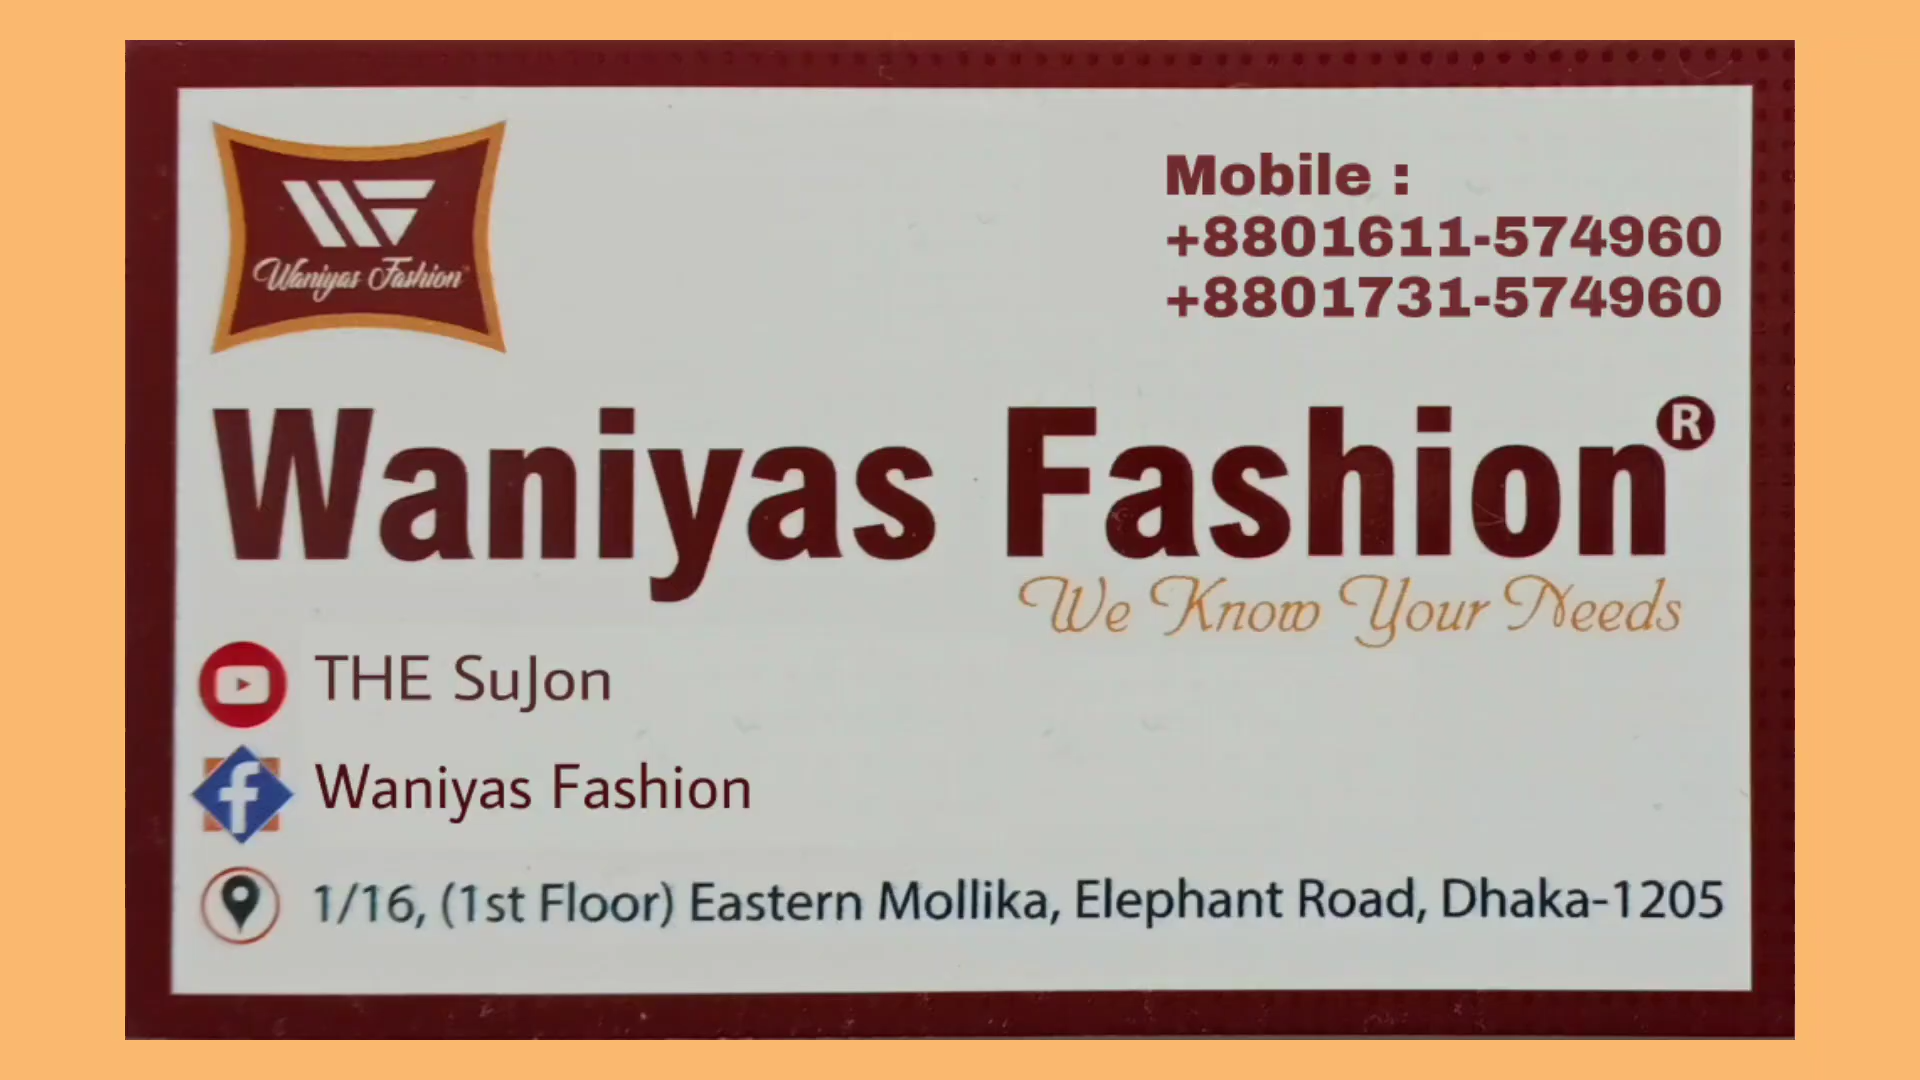 Waniyas Fashion
Mobile :
+8801611-574960
+8801731-574960
Waniyas Fashion®
We Know Your Needs
THE SuJon
Waniyas Fashion
1/16, (1st Floor) Eastern Mollika, Elephant Road, Dhaka-1205